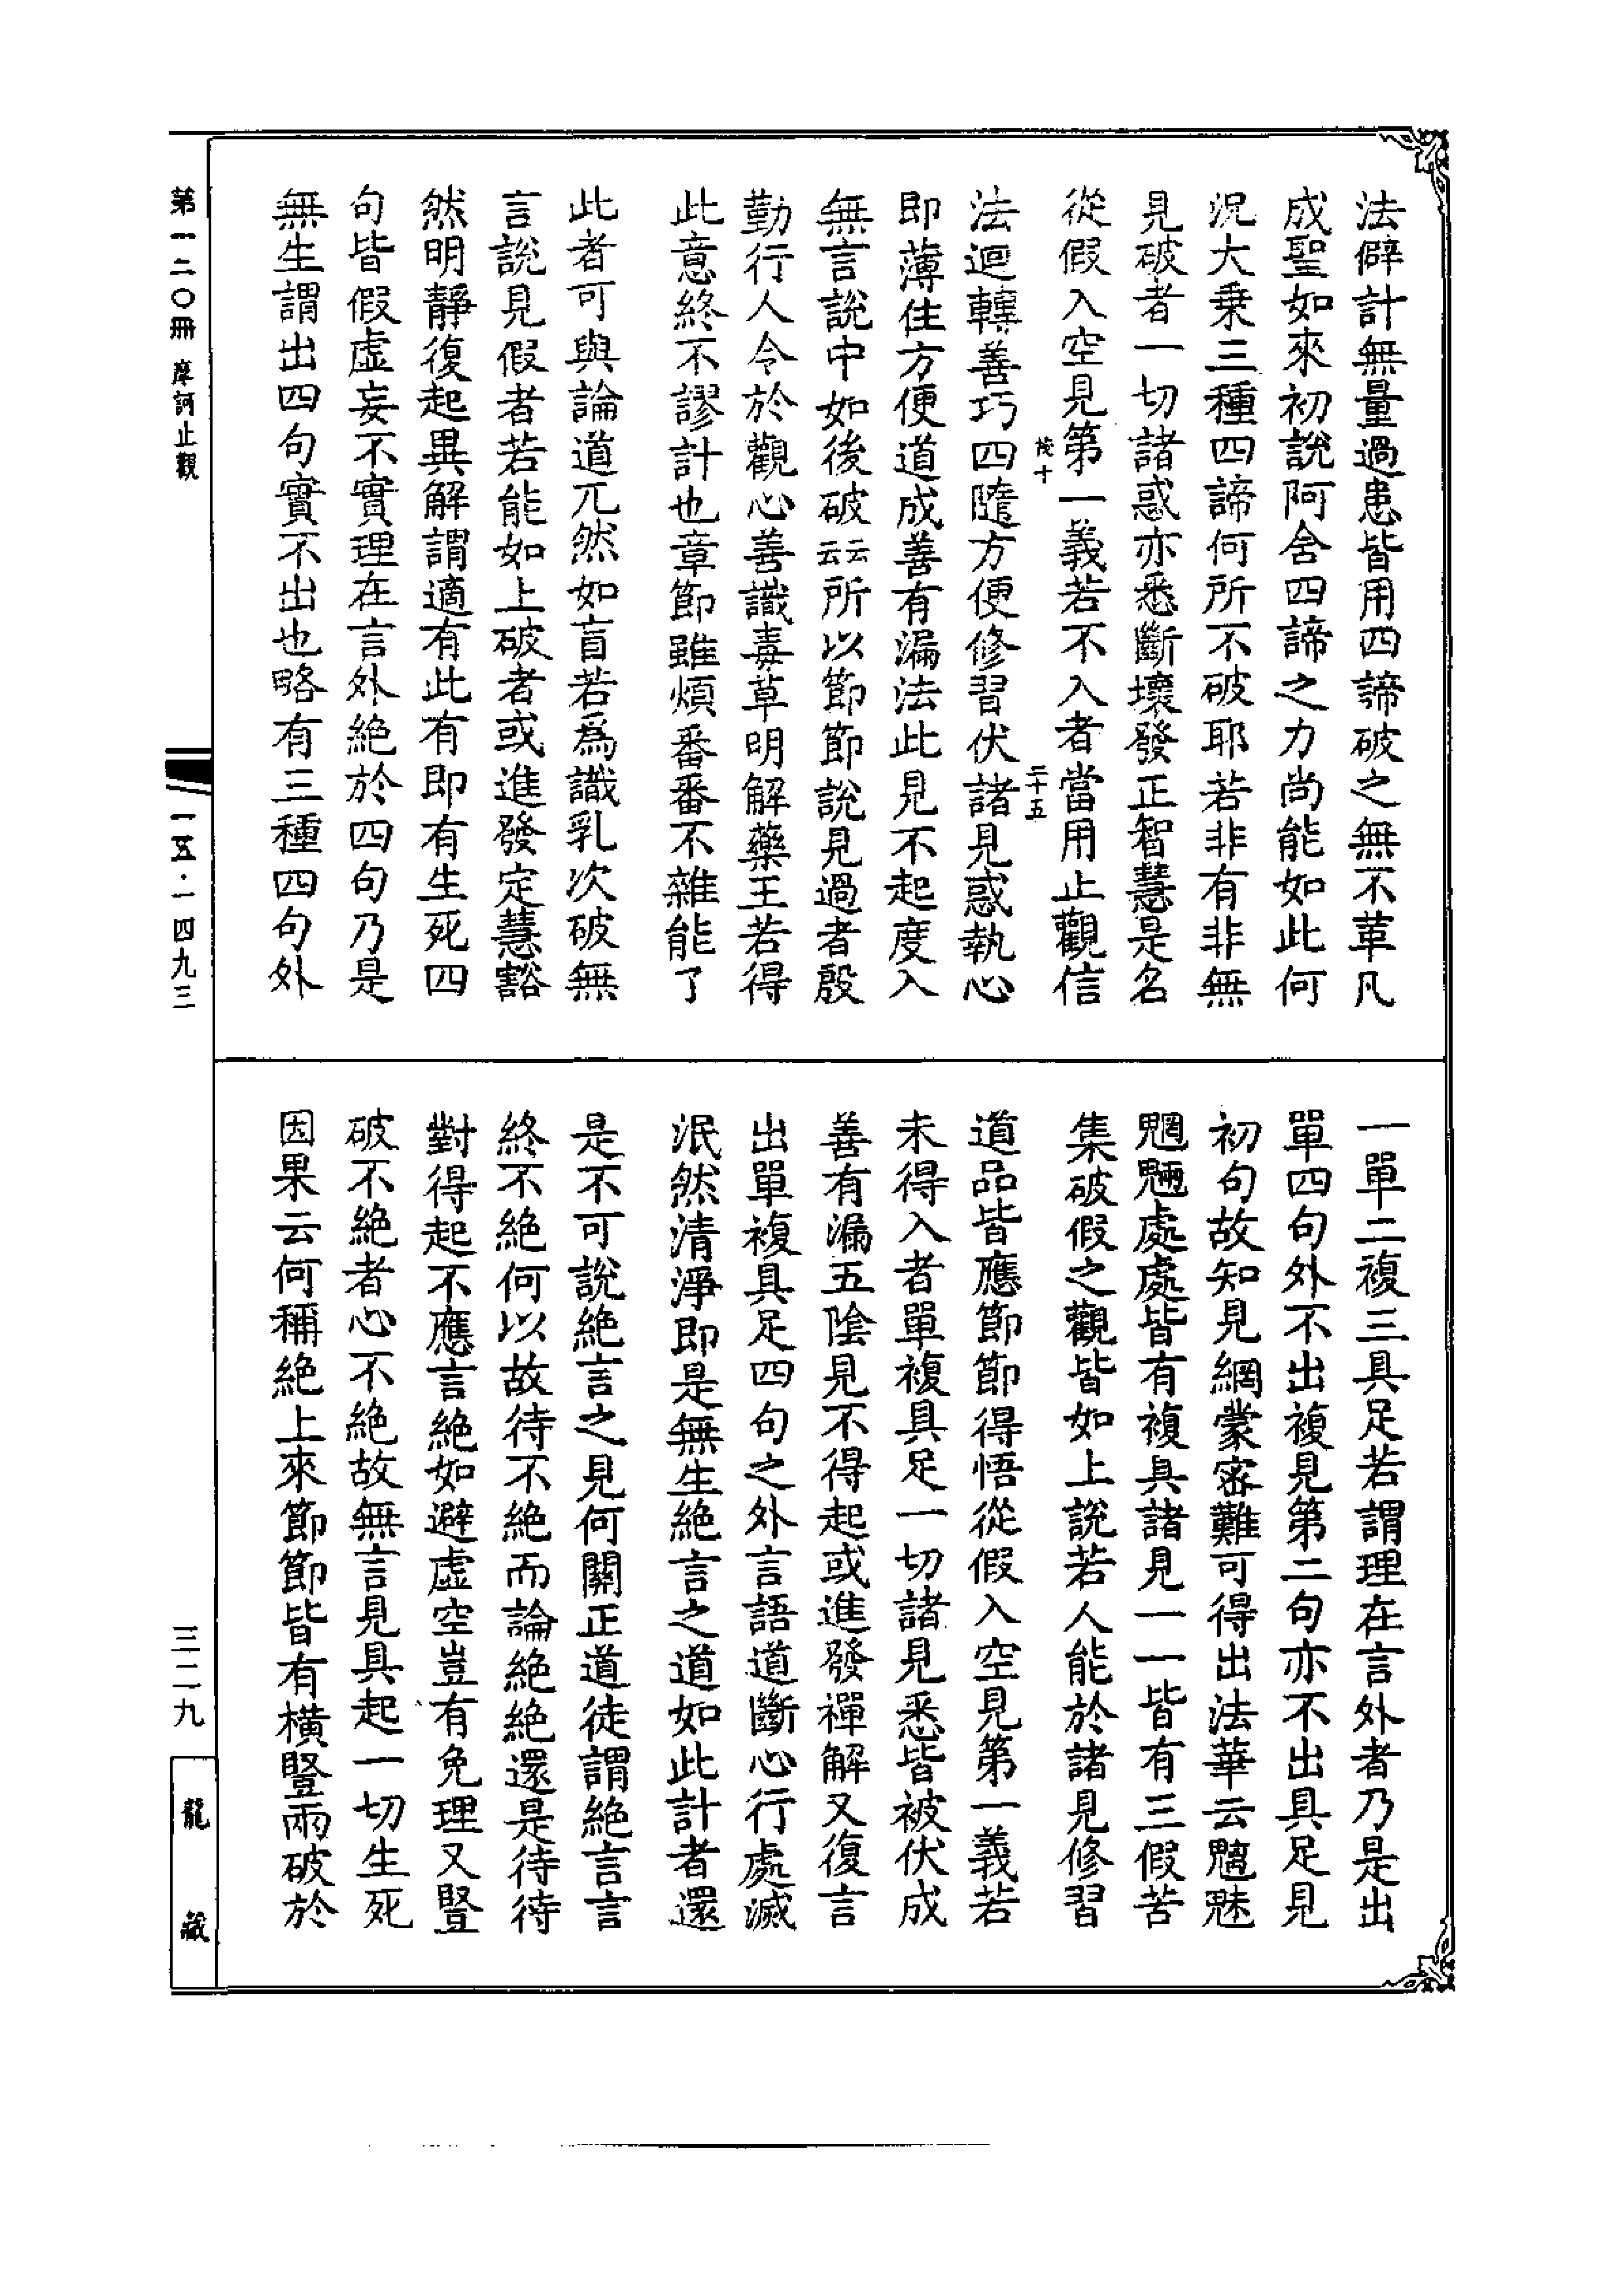 法僻計無量過患皆用四諦破之無不革凡
成聖如來初說阿含四諦之力尚能如此何
況大乗三種四諦何所不破耶若非有非無
見破者一切諸惑亦悉斷壞發正智慧是名
從假入空見第一義若不入者當用止觀信
茂十
二十五
法迴轉善巧四隨方便修習伏諸見惑執心
即薄住方便道成善有漏法此見不起度入
無言說中如後破云云所以節節說見過者殷
勤行人令於觀心善識毒草明解藥王若得
此意終不謬計也章節雖煩番番不雜能了
此者可與論道兀然如盲若爲識乳次破無
言說見假者若能如上破者或進發定慧豁
然明靜復起異解謂適有此有即有生死四
句皆假虛妄不實理在言外絶於四句乃是
無生謂出四句實不出也略有三種四句外
一單二複三具足若謂理在言外者乃是出
單四句外不出複見第二句亦不出具足見
初句故知見網蒙密難可得出法華云魑魅
魍魎處處皆有複具諸見一一皆有三假苦
集破假之觀皆如上說若人能於諸見修習
道品皆應節節得悟從假入空見第一義若
未得入者單複具足一切諸見悉皆被伏成
善有漏五陰見不得起或進發禪解又復言
出單複具足四句之外言語道斷心行處滅
泯然清淨即是無生絶言之道如此計者還
是不可說絶言之見何關正道徒謂絶言言
終不絶何以故待不絶而論絶絶還是待待
對得起不應言絶如避虛空豈有免理又豎
破不絶者心不絶故無言見具起一切生死
因果云何稱絶上來節節皆有橫豎兩破於
第一二〇冊 摩訶止觀
一五·一四九三
三二九
龍藏